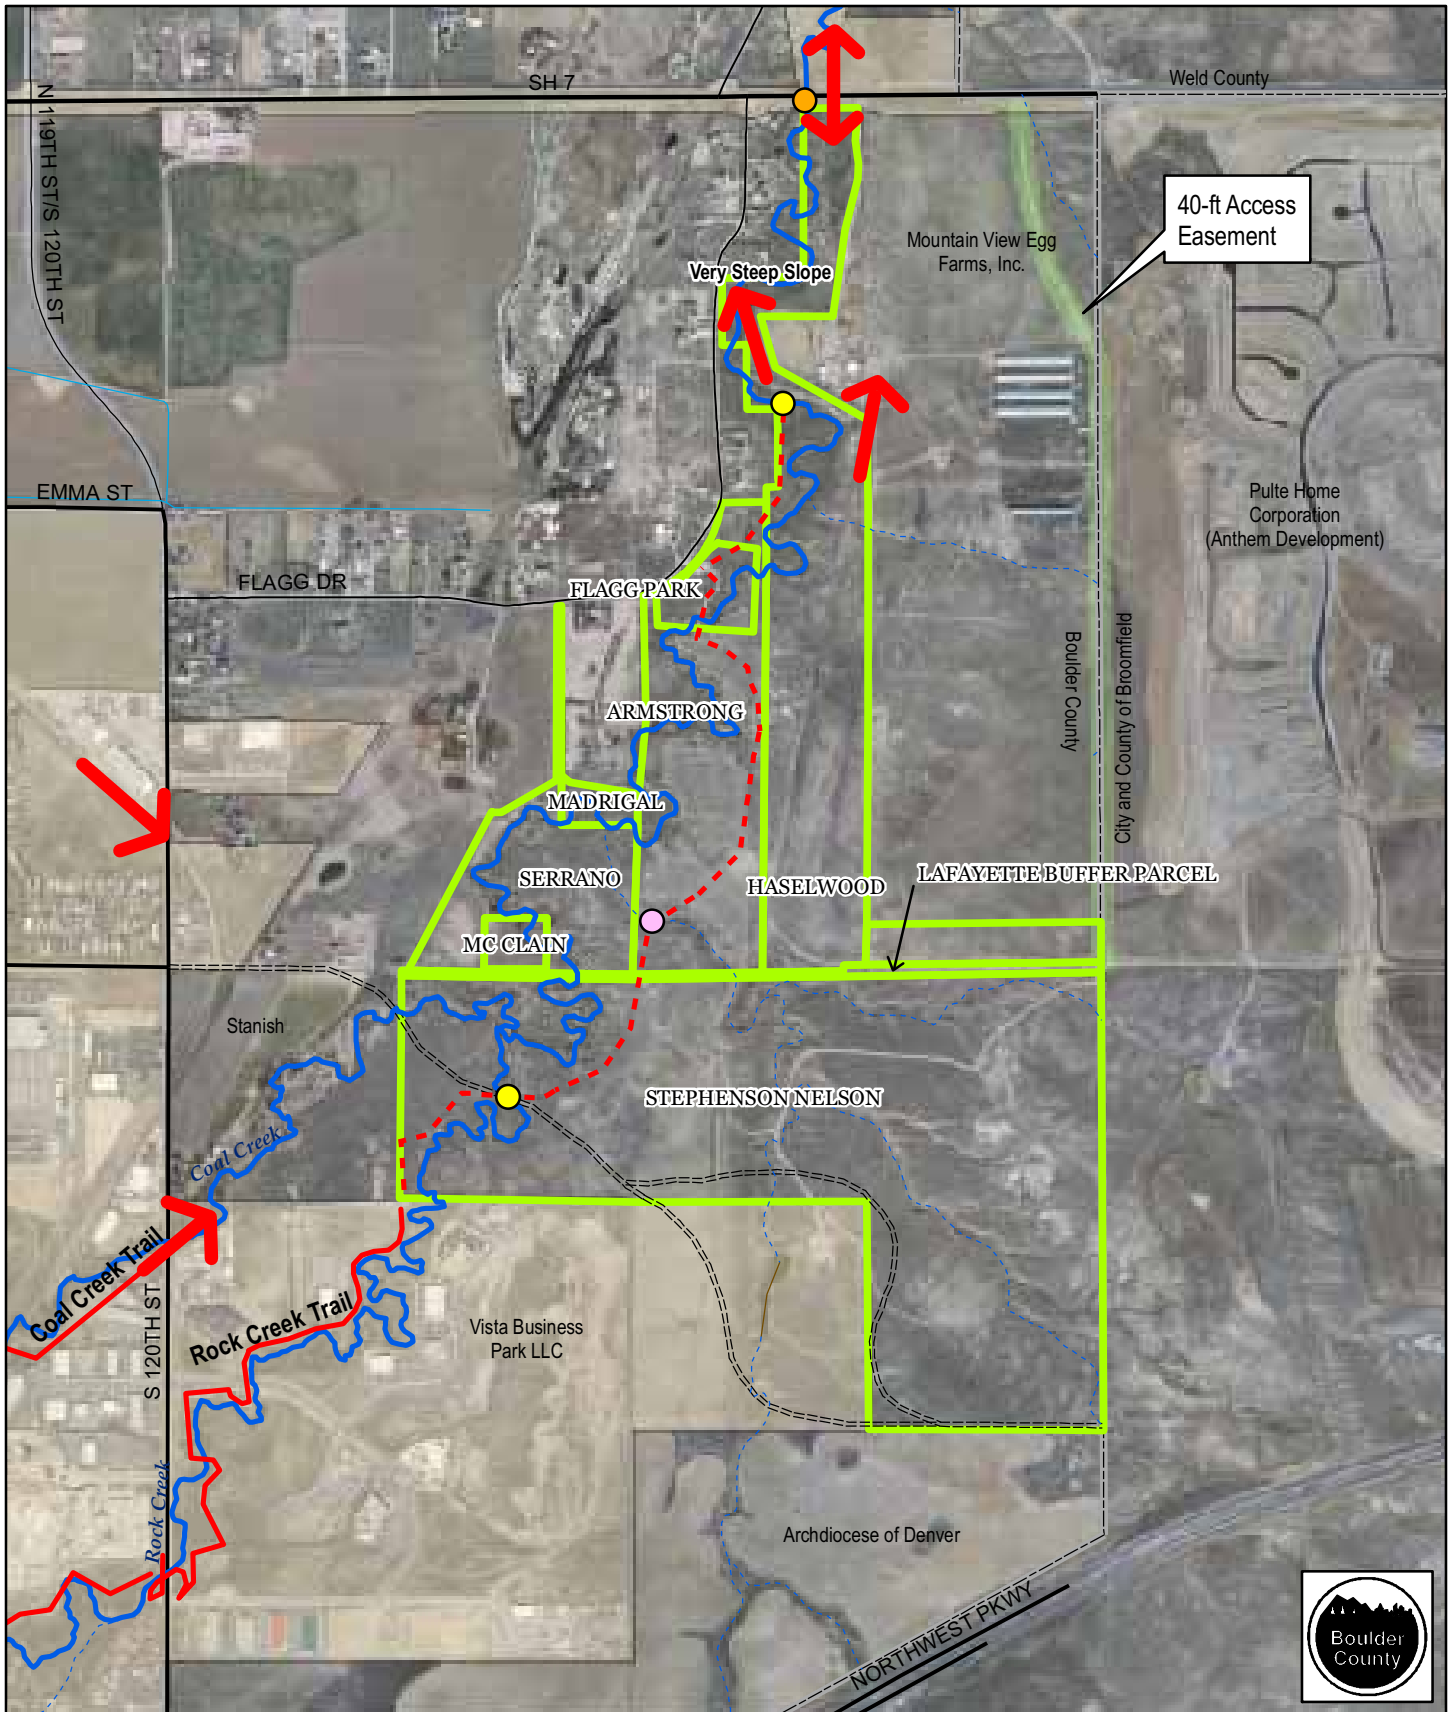 Weld County
SH 7
N 119TH ST/S 120TH ST
40-ft Access
Easement
Mountain View Egg
Farms, Inc.
Very Steep Slope
EMMA ST
Pulte Home
Corporation
(Anthem Development)
FLAGG DR
FLAGG PARK
Boulder County
City and County of Broomfield
ARMSTRONG
MADRIGAL
SERRANO
HASELWOOD
LAFAYETTE BUFFER PARCEL
MC CLAIN
Stanish
STEPHENSON NELSON
Coal Creek
Coal Creek Trail
Rock Creek Trail
S 120TH ST
Vista Business
Park LLC
Rock Creek
Archdiocese of Denver
NORTHWEST PKWY
Boulder
County